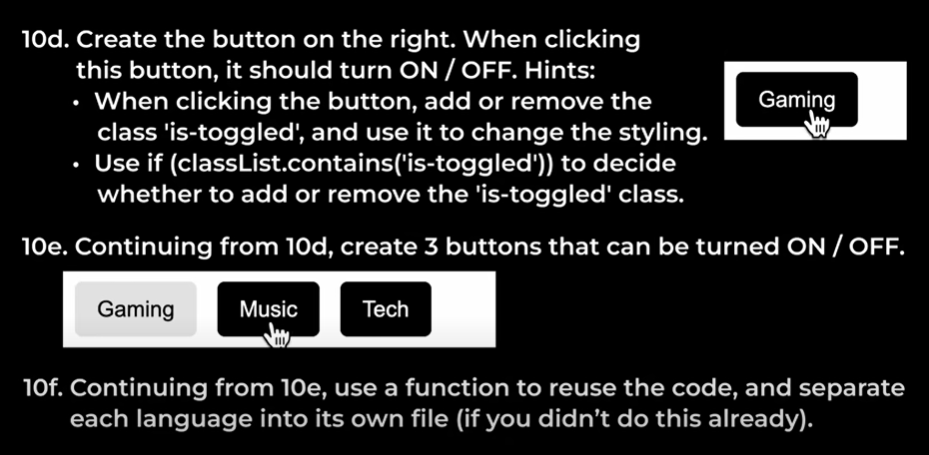 10d. Create the button on the right. When clicking
this button, it should turn ON / OFF. Hints:
• When clicking the button, add or remove the
class 'is-toggled', and use it to change the styling.
• Use if (classList.contains('is-toggled')) to decide
whether to add or remove the 'is-toggled' class.
Gaming
10e. Continuing from 10d, create 3 buttons that can be turned ON / OFF.
Gaming Music Tech
10f. Continuing from 10e, use a function to reuse the code, and separate
each language into its own file (if you didn’t do this already).